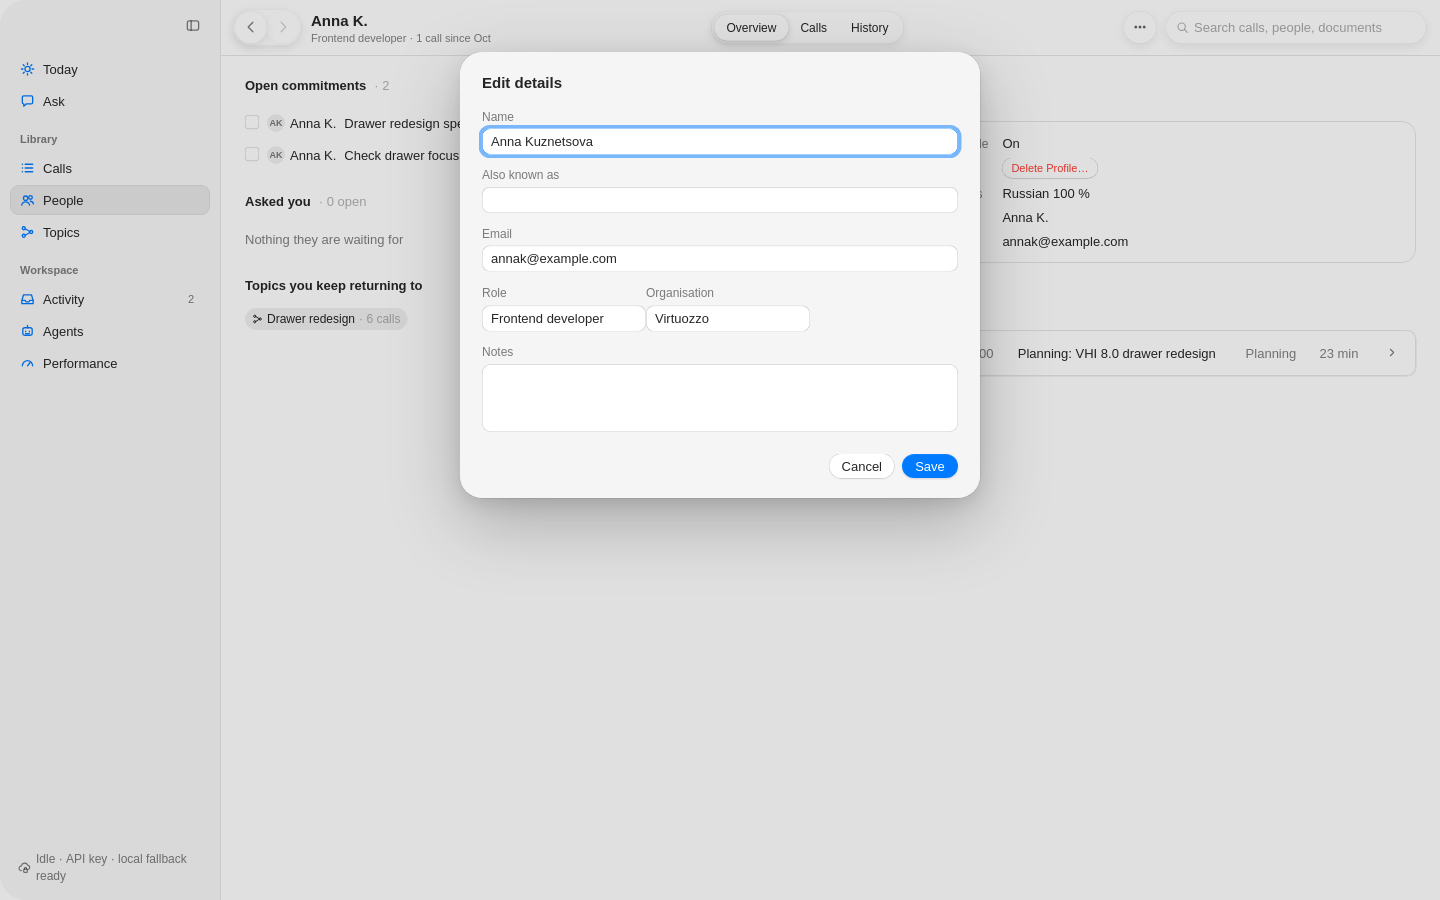 Today
Ask
Library
Calls
People
Topics
Workspace
Activity 2
Agents
Performance
Idle · API key · local fallback
ready
Anna K.
Frontend developer · 1 call since Oct
Overview Calls History
Search calls, people, documents
Open commitments · 2
AK Anna K. Drawer redesign spe
AK Anna K. Check drawer focus
Asked you · 0 open
Nothing they are waiting for
Topics you keep returning to
Drawer redesign · 6 calls
Edit details
Name
Anna Kuznetsova
Also known as
Email
annak@example.com
Role Organisation
Frontend developer Virtuozzo
Notes
Cancel Save
On
Delete Profile…
Russian 100 %
Anna K.
annak@example.com
00 Planning: VHI 8.0 drawer redesign Planning 23 min